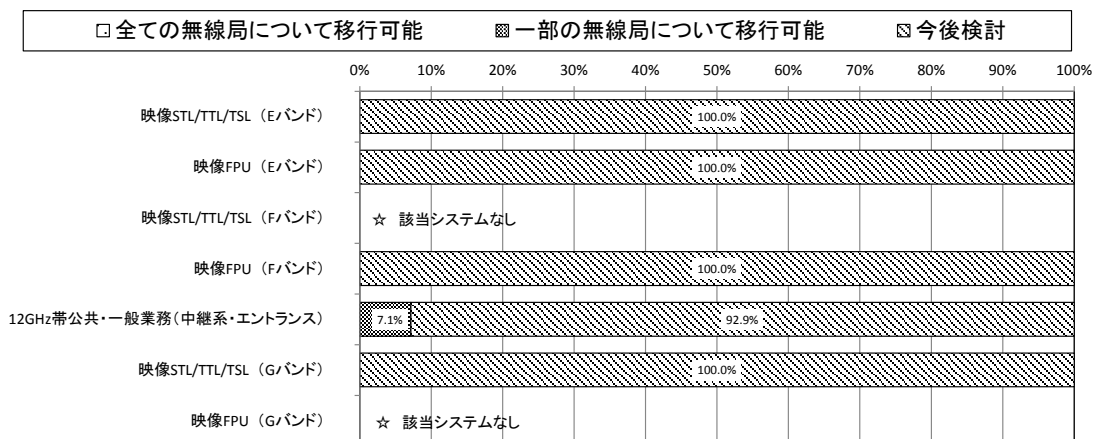 全ての無線局について移行可能 一部の無線局について移行可能 今後検討
0% 10% 20% 30% 40% 50% 60% 70% 80% 90% 100%
映像STL/TTL/TSL（Eバンド） 100.0%
映像FPU（Eバンド） 100.0%
映像STL/TTL/TSL（Fバンド） ☆ 該当システムなし
映像FPU（Fバンド） 100.0%
12GHz帯公共・一般業務（中継系・エントランス） 7.1% 92.9%
映像STL/TTL/TSL（Gバンド） 100.0%
映像FPU（Gバンド） ☆ 該当システムなし